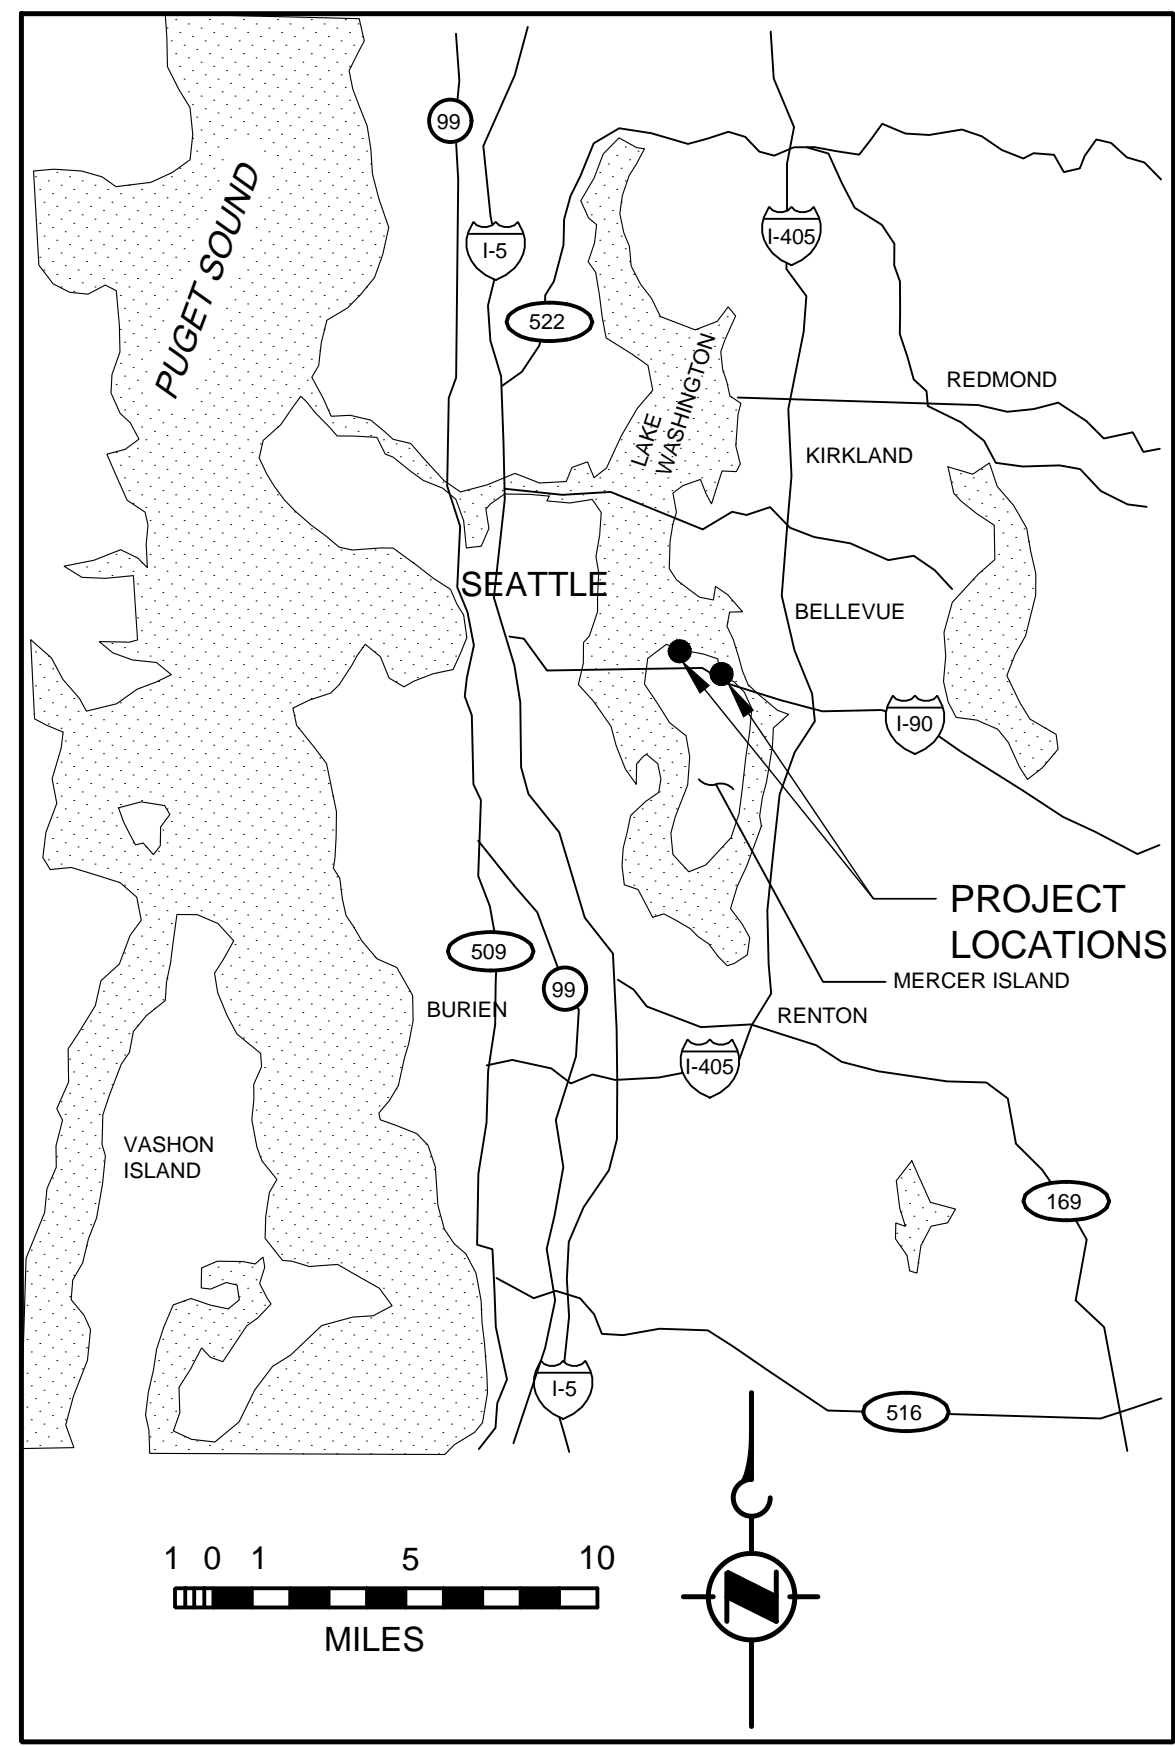 99
I-5
I-405
522
PUGET SOUND
LAKE
WASHINGTON
REDMOND
KIRKLAND
SEATTLE
BELLEVUE
I-90
PROJECT
LOCATIONS
MERCER ISLAND
509
99
BURIEN
RENTON
I-405
VASHON
ISLAND
169
I-5
516
1 0 1 5 10
MILES
N